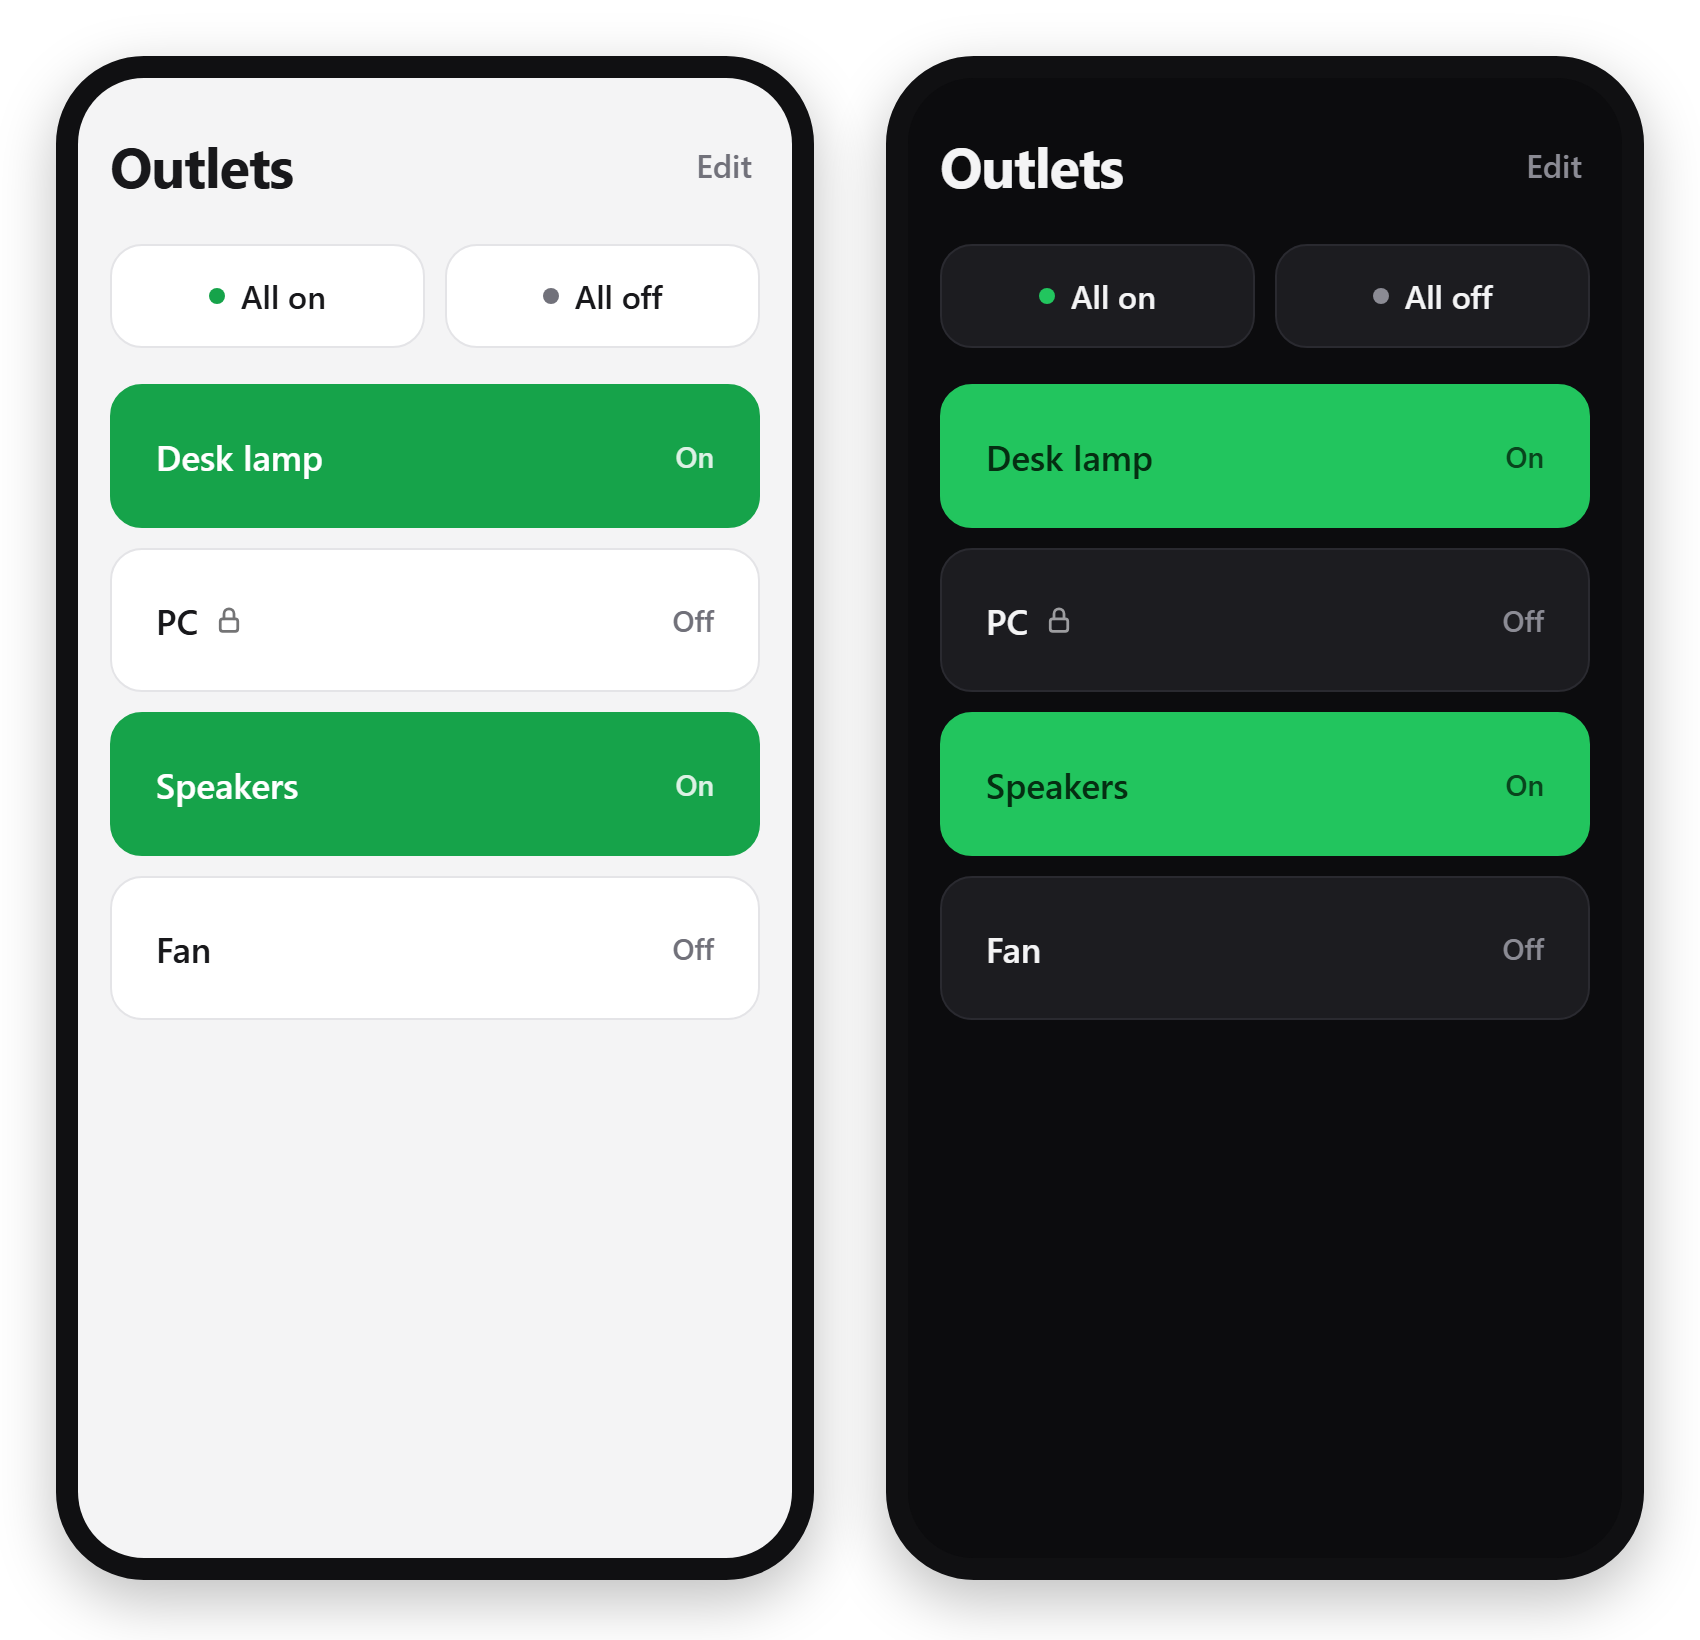 Outlets Edit
All on All off
Desk lamp On
PC Off
Speakers On
Fan Off
Outlets Edit
All on All off
Desk lamp On
PC Off
Speakers On
Fan Off